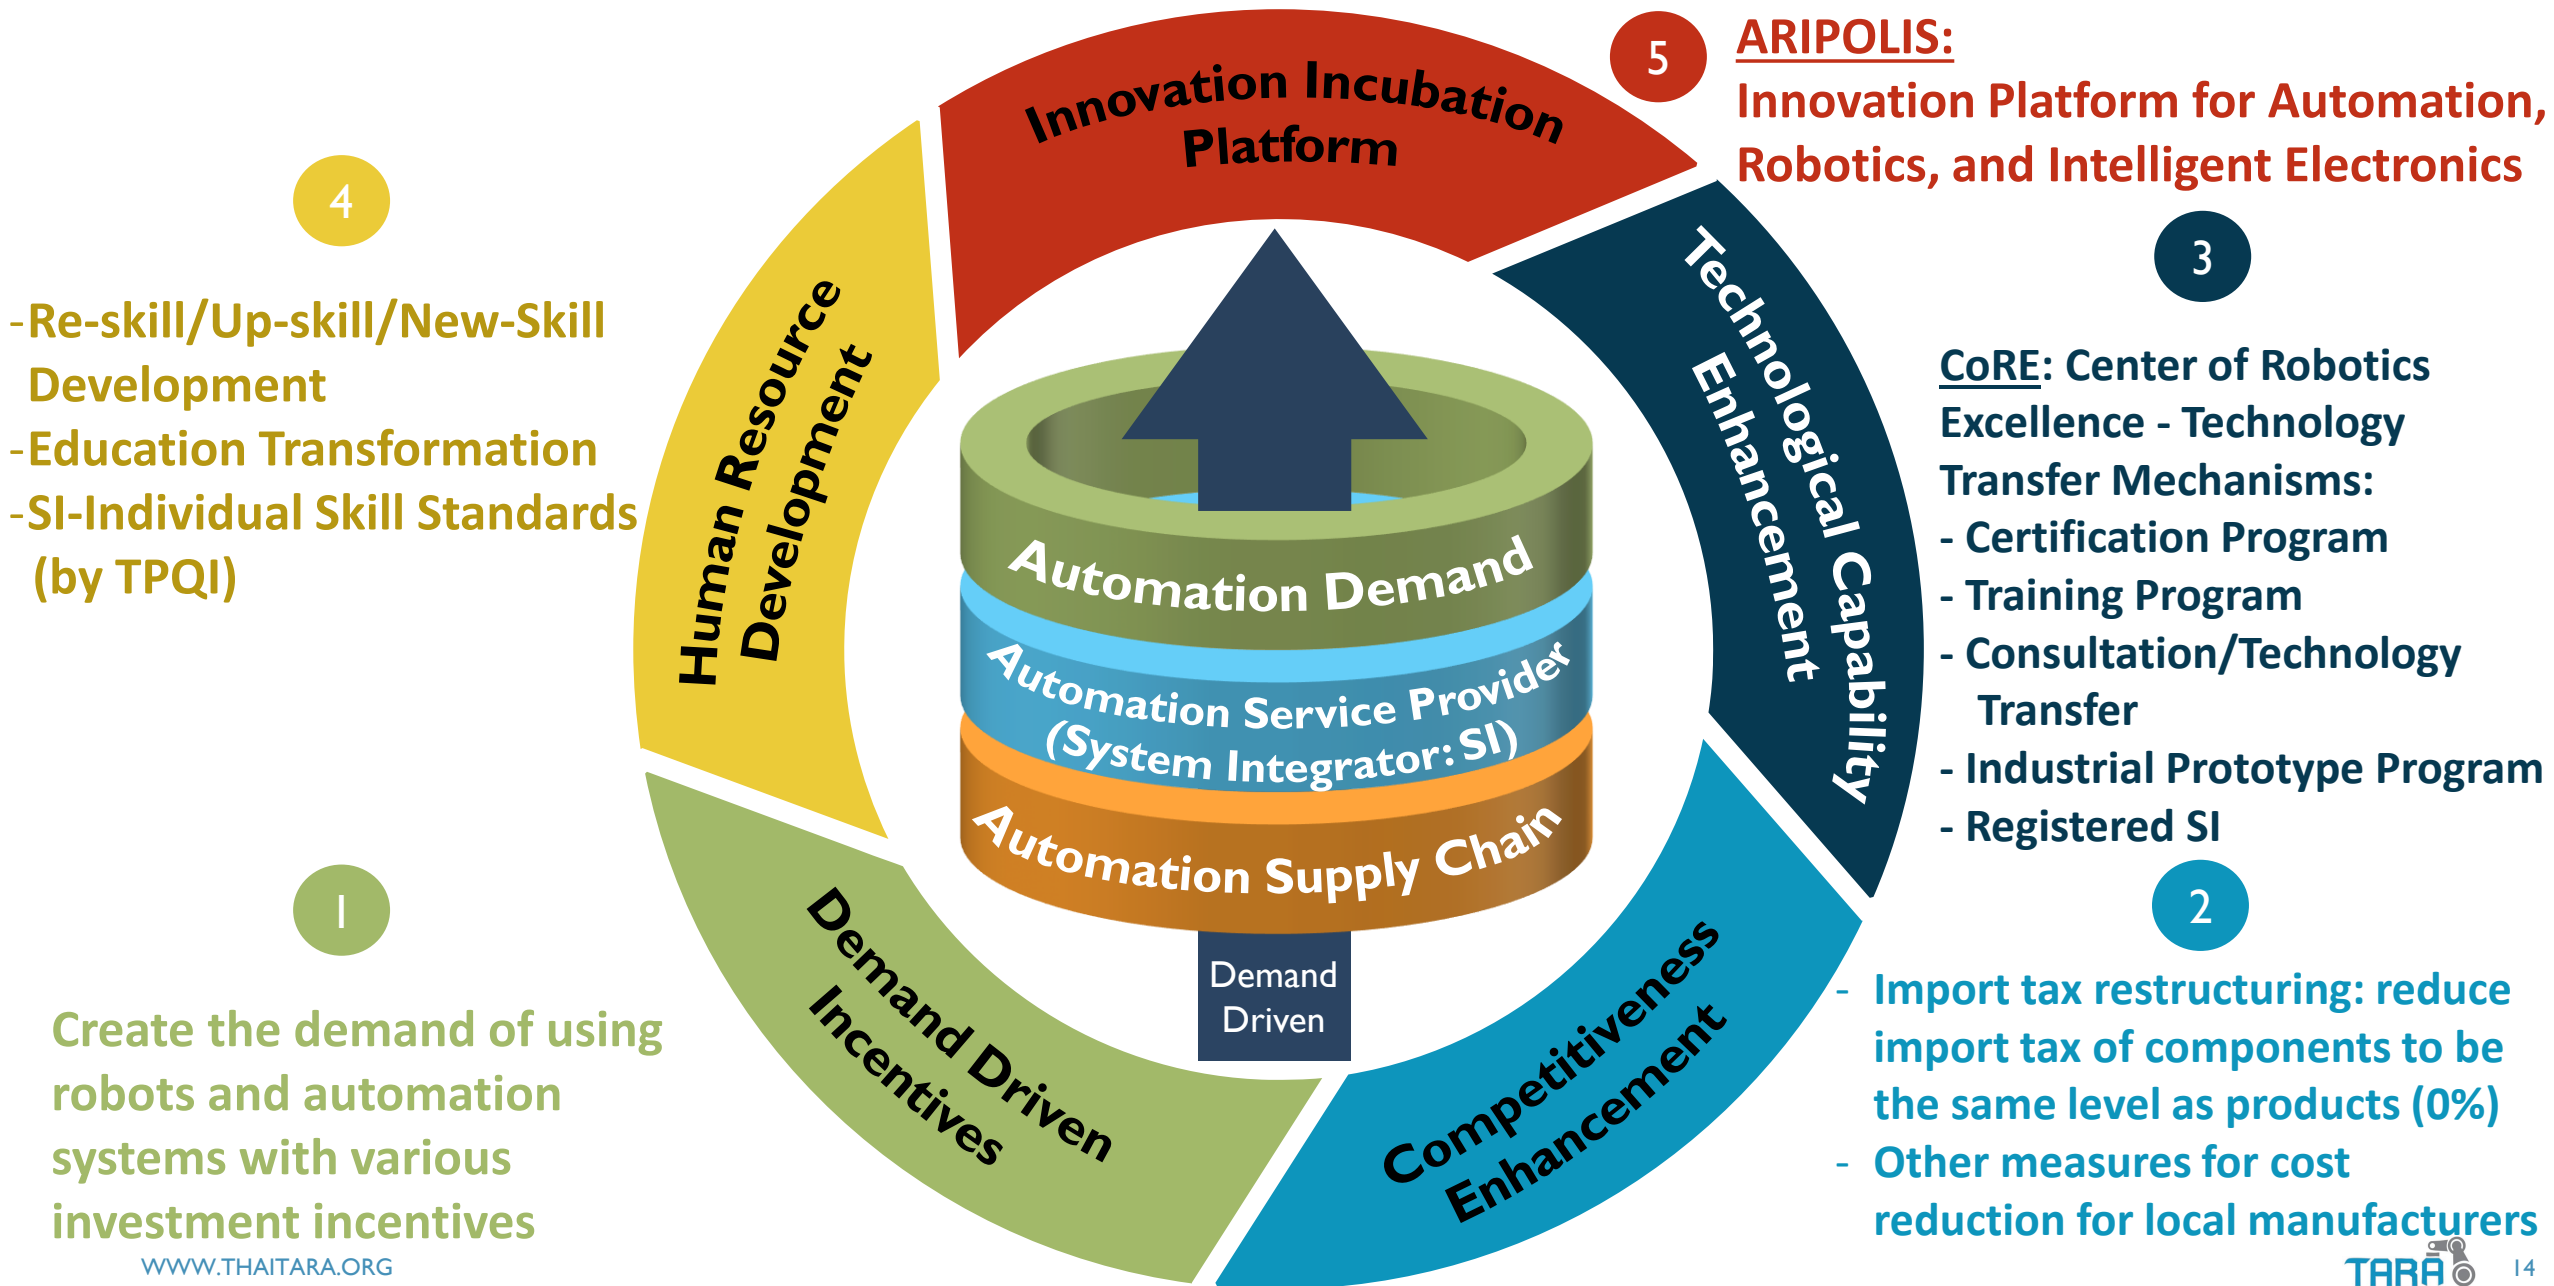 Innovation Incubation
Platform
5
ARIPOLIS:
Innovation Platform for Automation,
Robotics, and Intelligent Electronics
4
-Re-skill/Up-skill/New-Skill
Development
-Education Transformation
-SI-Individual Skill Standards
(by TPQI)
Human Resource
Development
Technological Capability
Enhancement
3
CoRE: Center of Robotics
Excellence - Technology
Transfer Mechanisms:
- Certification Program
- Training Program
- Consultation/Technology
Transfer
- Industrial Prototype Program
- Registered SI
Automation Demand
Automation Service Provider
(System Integrator: SI)
Automation Supply Chain
Demand
Driven
1
Create the demand of using
robots and automation
systems with various
investment incentives
Demand Driven
Incentives
Competitiveness
Enhancement
2
- Import tax restructuring: reduce
import tax of components to be
the same level as products (0%)
- Other measures for cost
reduction for local manufacturers
WWW.THAITARA.ORG
TARA
14